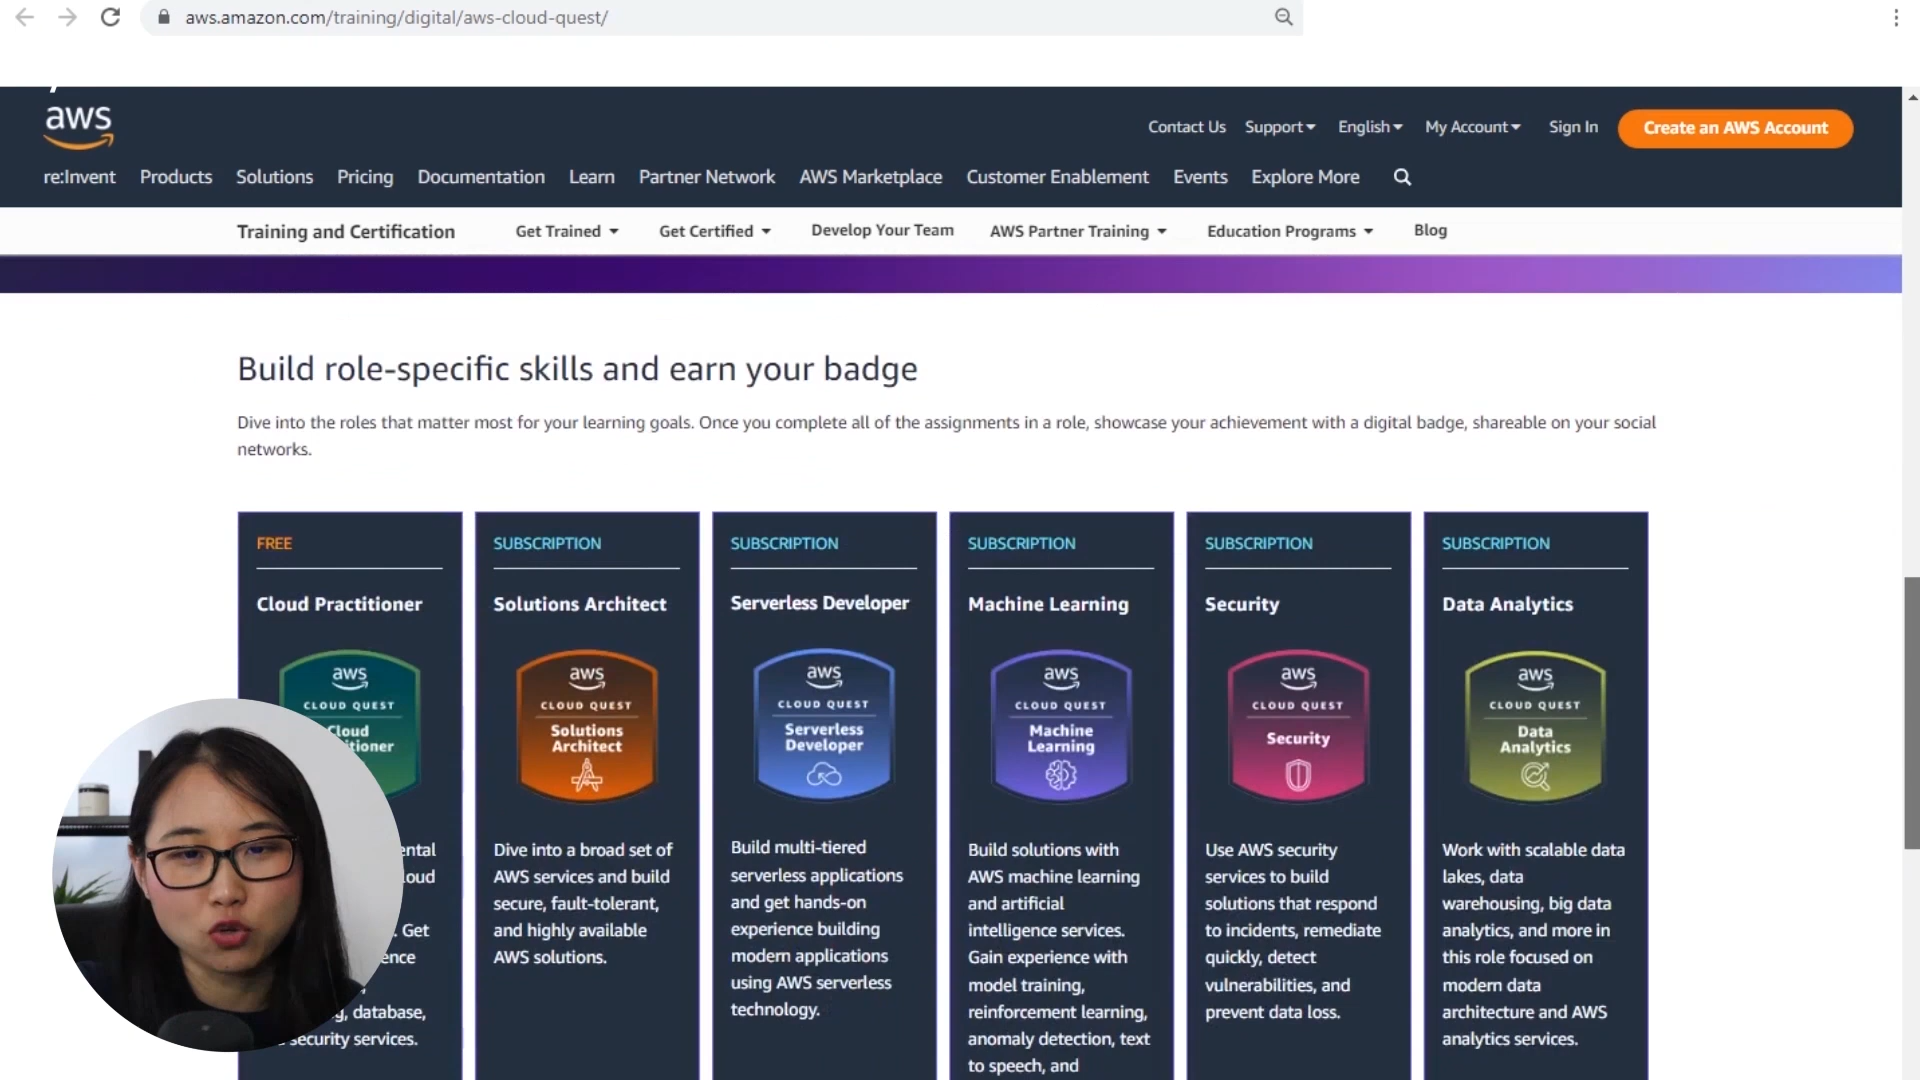 aws.amazon.com/training/digital/aws-cloud-quest/
aws
Contact Us Support English My Account Sign In Create an AWS Account
re:Invent Products Solutions Pricing Documentation Learn Partner Network AWS Marketplace Customer Enablement Events Explore More
Training and Certification Get Trained Get Certified Develop Your Team AWS Partner Training Education Programs Blog
Build role-specific skills and earn your badge
Dive into the roles that matter most for your learning goals. Once you complete all of the assignments in a role, showcase your achievement with a digital badge, shareable on your social
networks.
FREE
Cloud Practitioner
aws
CLOUD QUEST
Cloud
. Get
database,
security services.
SUBSCRIPTION
Solutions Architect
aws
CLOUD QUEST
Solutions
Architect
Dive into a broad set of
AWS services and build
secure, fault-tolerant,
and highly available
AWS solutions.
SUBSCRIPTION
Serverless Developer
aws
CLOUD QUEST
Serverless
Developer
Build multi-tiered
serverless applications
and get hands-on
experience building
modern applications
using AWS serverless
technology.
SUBSCRIPTION
Machine Learning
aws
CLOUD QUEST
Machine
Learning
Build solutions with
AWS machine learning
and artificial
intelligence services.
Gain experience with
model training,
reinforcement learning,
anomaly detection, text
to speech, and
SUBSCRIPTION
Security
aws
CLOUD QUEST
Security
Use AWS security
services to build
solutions that respond
to incidents, remediate
quickly, detect
vulnerabilities, and
prevent data loss.
SUBSCRIPTION
Data Analytics
aws
CLOUD QUEST
Data
Analytics
Work with scalable data
lakes, data
warehousing, big data
analytics, and more in
this role focused on
modern data
architecture and AWS
analytics services.